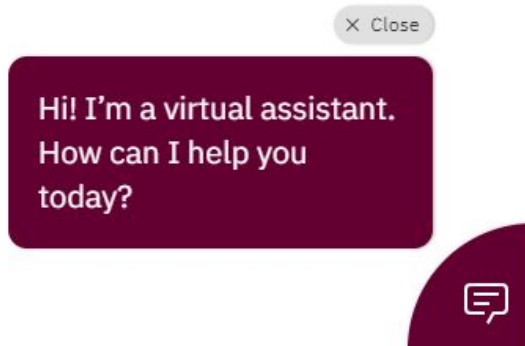 × Close
Hi! I’m a virtual assistant.
How can I help you
today?